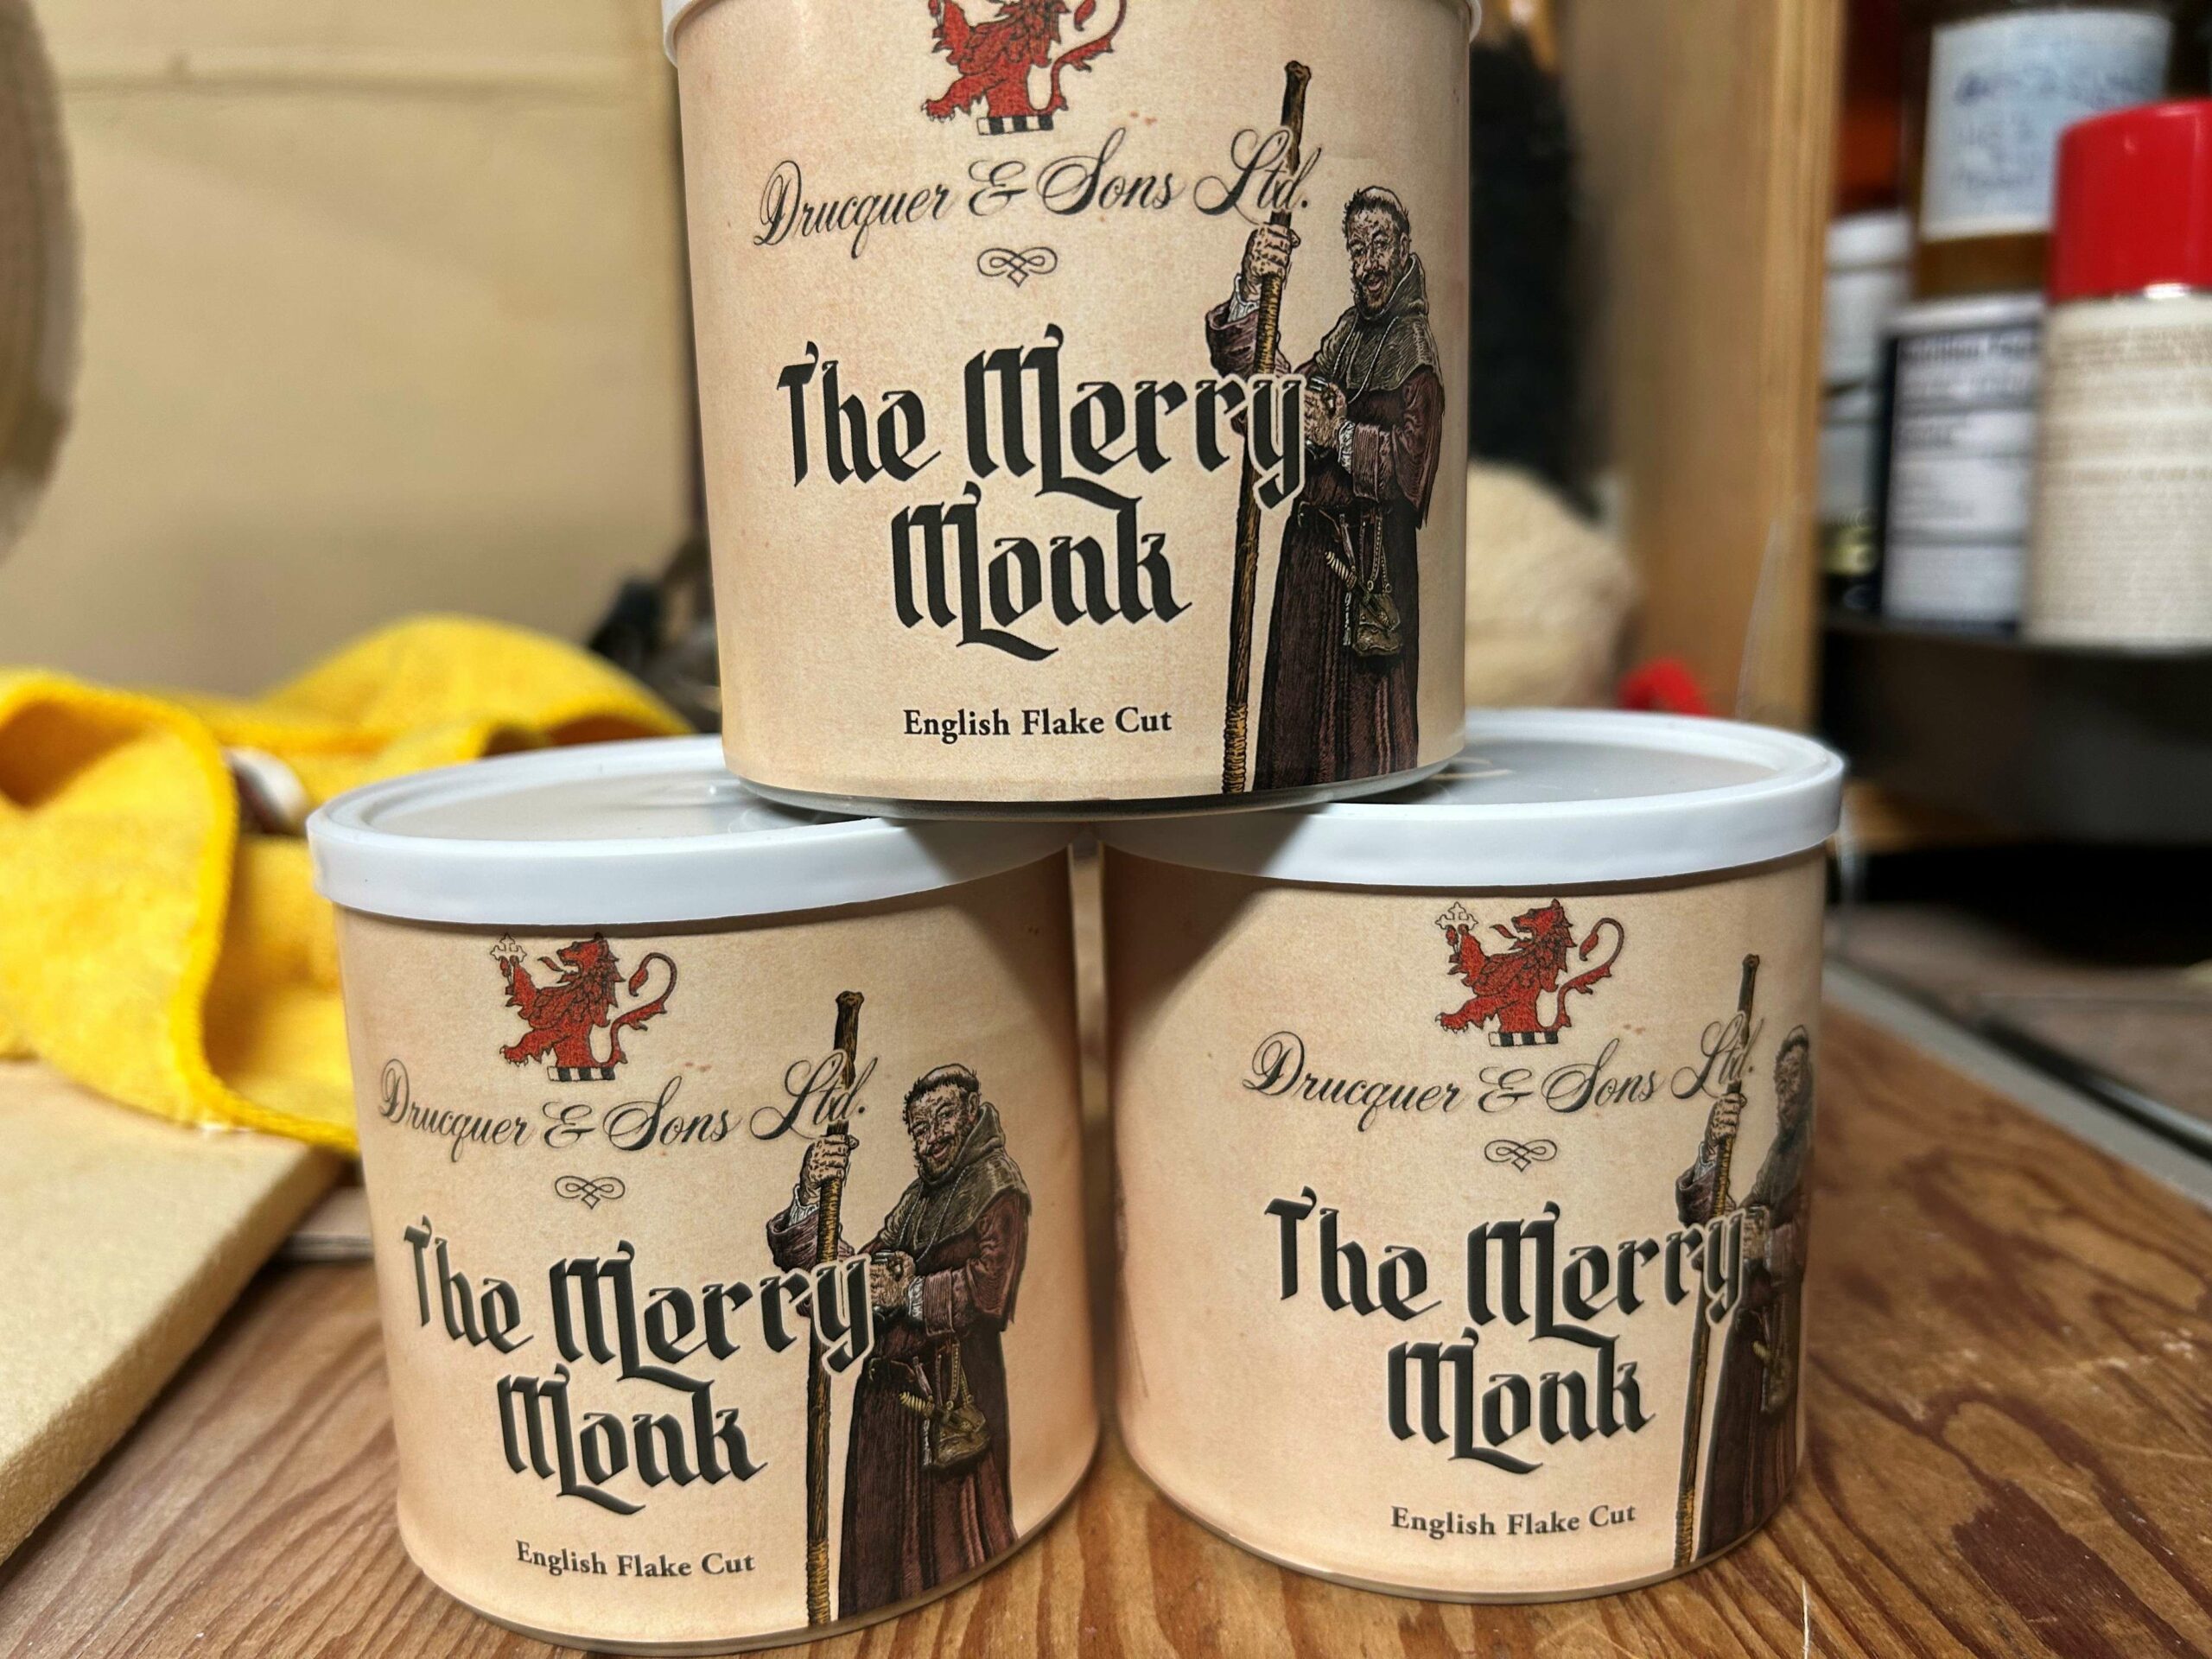 Drucquer & Sons Ltd.
The Merry
Monk
English Flake Cut
Drucquer & Sons Ltd.
The Merry
Monk
English Flake Cut
Drucquer & Sons Ltd.
The Merry
Monk
English Flake Cut